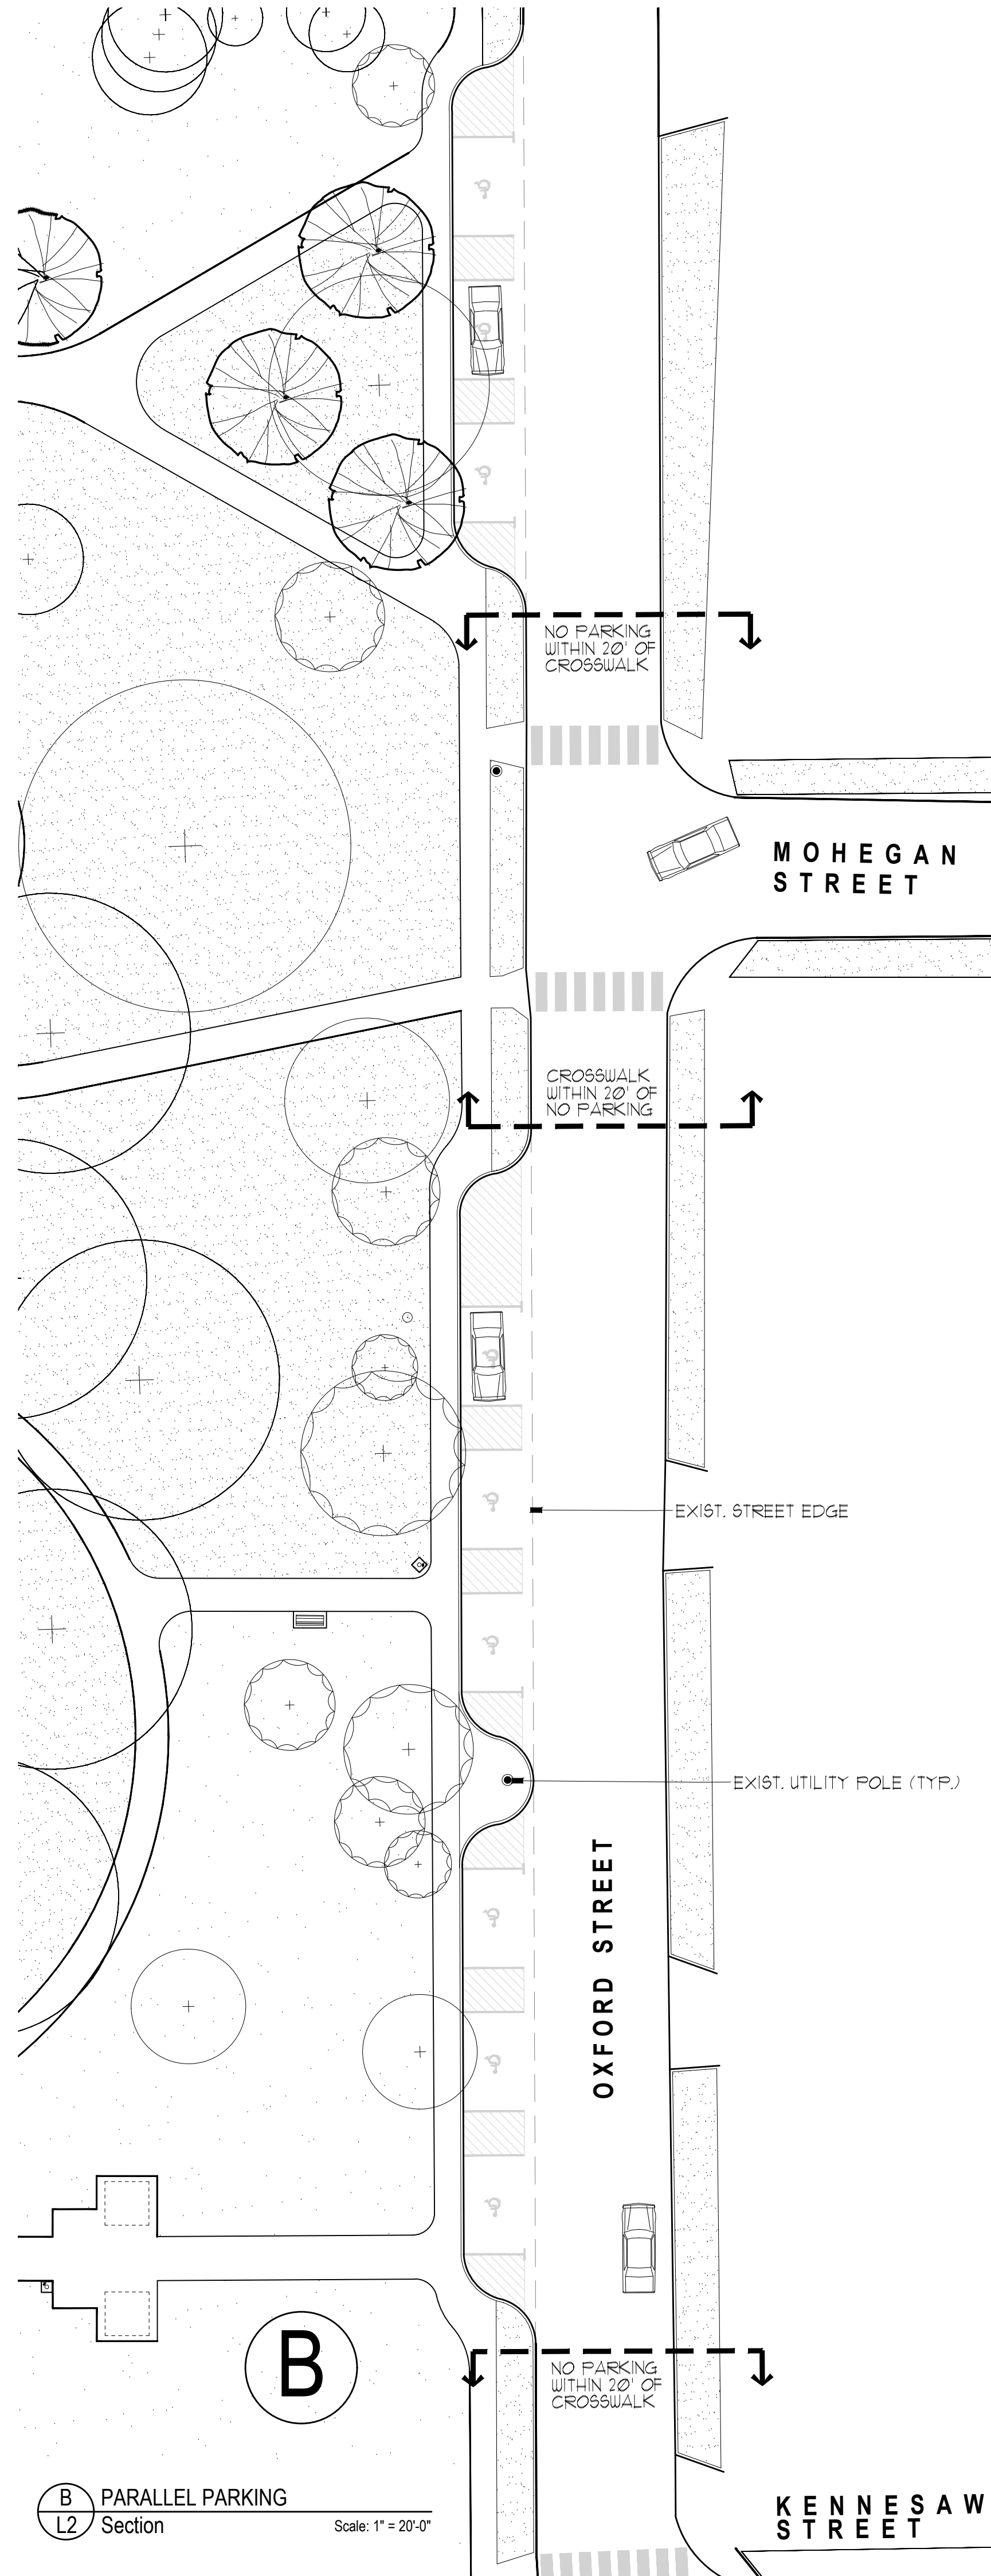 NO PARKING
WITHIN 20' OF
CROSSWALK
MOHEGAN
STREET
CROSSWALK
WITHIN 20' OF
NO PARKING
EXIST. STREET EDGE
EXIST. UTILITY POLE (TYP.)
OXFORD STREET
B
NO PARKING
WITHIN 20' OF
CROSSWALK
B
PARALLEL PARKING
L2
Section
Scale: 1" = 20'-0"
KENNESAW
STREET